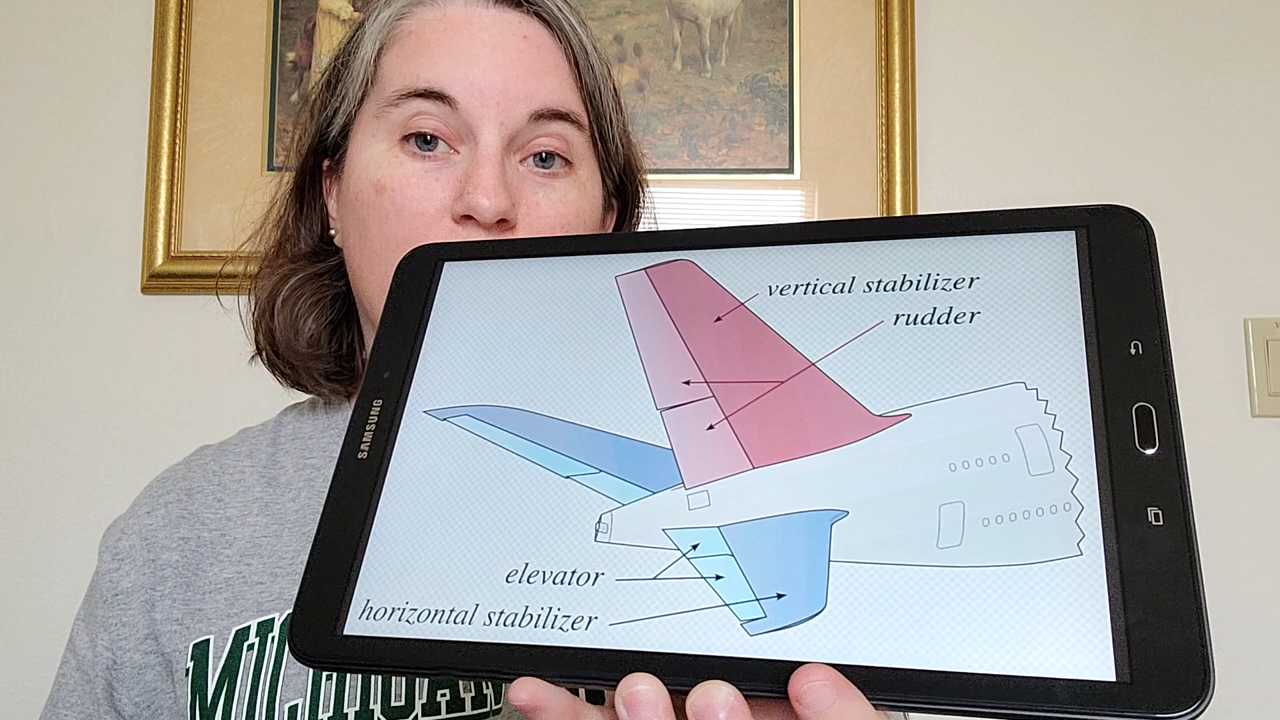 vertical stabilizer
rudder
SAMSUNG
elevator
horizontal stabilizer